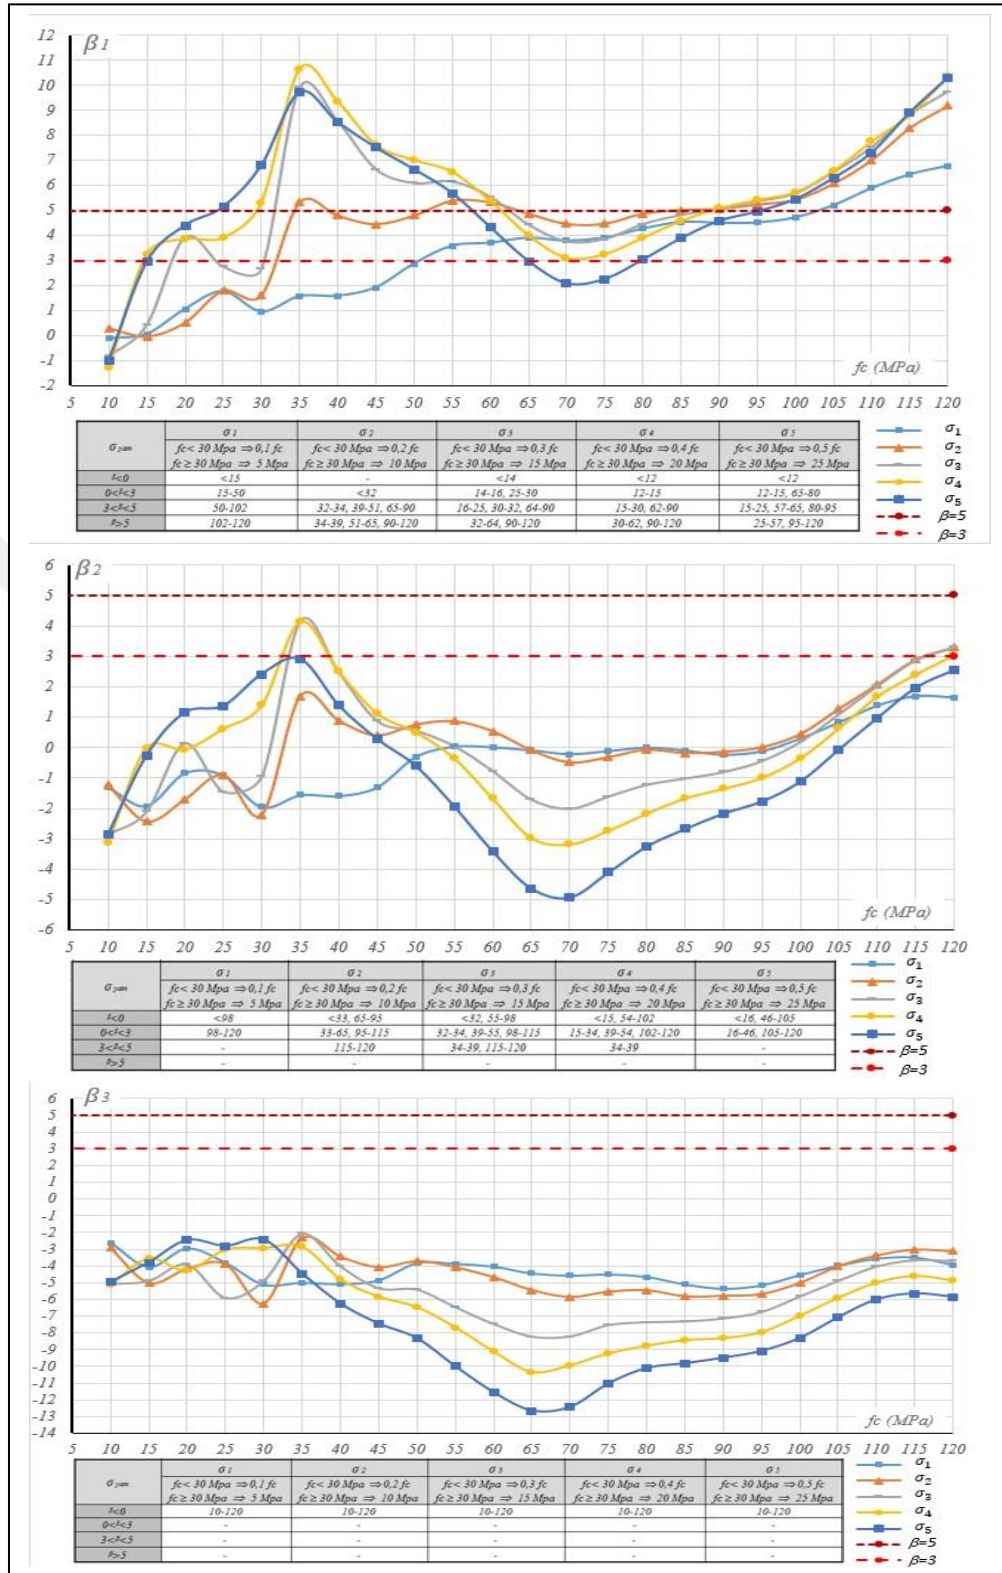 β1
12
11
10
9
8
7
6
5
4
3
2
1
0
-1
-2
fc (MPa)
5 10 15 20 25 30 35 40 45 50 55 60 65 70 75 80 85 90 95 100 105 110 115 120
σ yan σ1 σ2 σ3 σ4 σ5
fc< 30 Mpa ⇒ 0,1 fc fc< 30 Mpa ⇒ 0,2 fc fc< 30 Mpa ⇒ 0,3 fc fc< 30 Mpa ⇒ 0,4 fc fc< 30 Mpa ⇒ 0,5 fc
fc ≥ 30 Mpa ⇒ 5 Mpa fc ≥ 30 Mpa ⇒ 10 Mpa fc ≥ 30 Mpa ⇒ 15 Mpa fc ≥ 30 Mpa ⇒ 20 Mpa fc ≥ 30 Mpa ⇒ 25 Mpa
β<0 <15 - <14 <12 <12
0<β<3 15-50 <32 14-16, 25-30 12-15 12-15, 65-80
3<β<5 50-102 32-34, 39-51, 65-90 16-25, 30-32, 64-90 15-30, 62-90 15-25, 57-65, 80-95
β>5 102-120 34-39, 51-65, 90-120 32-64, 90-120 30-62, 90-120 25-57, 95-120
σ1
σ2
σ3
σ4
σ5
β=5
β=3
β2
6
5
4
3
2
1
0
-1
-2
-3
-4
-5
-6
fc (MPa)
5 10 15 20 25 30 35 40 45 50 55 60 65 70 75 80 85 90 95 100 105 110 115 120
σ yan σ1 σ2 σ3 σ4 σ5
fc< 30 Mpa ⇒ 0,1 fc fc< 30 Mpa ⇒ 0,2 fc fc< 30 Mpa ⇒ 0,3 fc fc< 30 Mpa ⇒ 0,4 fc fc< 30 Mpa ⇒ 0,5 fc
fc ≥ 30 Mpa ⇒ 5 Mpa fc ≥ 30 Mpa ⇒ 10 Mpa fc ≥ 30 Mpa ⇒ 15 Mpa fc ≥ 30 Mpa ⇒ 20 Mpa fc ≥ 30 Mpa ⇒ 25 Mpa
β<0 <98 <33, 65-95 <32, 55-98 <15, 54-102 <16, 46-105
0<β<3 98-120 33-65, 95-115 32-34, 39-55, 98-115 15-34, 39-54, 102-120 16-46, 105-120
3<β<5 - 115-120 34-39, 115-120 34-39 -
β>5 - - - - -
σ1
σ2
σ3
σ4
σ5
β=5
β=3
β3
6
5
4
3
2
1
0
-1
-2
-3
-4
-5
-6
-7
-8
-9
-10
-11
-12
-13
-14
fc (MPa)
5 10 15 20 25 30 35 40 45 50 55 60 65 70 75 80 85 90 95 100 105 110 115 120
σ yan σ1 σ2 σ3 σ4 σ5
fc< 30 Mpa ⇒ 0,1 fc fc< 30 Mpa ⇒ 0,2 fc fc< 30 Mpa ⇒ 0,3 fc fc< 30 Mpa ⇒ 0,4 fc fc< 30 Mpa ⇒ 0,5 fc
fc ≥ 30 Mpa ⇒ 5 Mpa fc ≥ 30 Mpa ⇒ 10 Mpa fc ≥ 30 Mpa ⇒ 15 Mpa fc ≥ 30 Mpa ⇒ 20 Mpa fc ≥ 30 Mpa ⇒ 25 Mpa
β<0 10-120 10-120 10-120 10-120 10-120
0<β<3 - - - - -
3<β<5 - - - - -
β>5 - - - - -
σ1
σ2
σ3
σ4
σ5
β=5
β=3